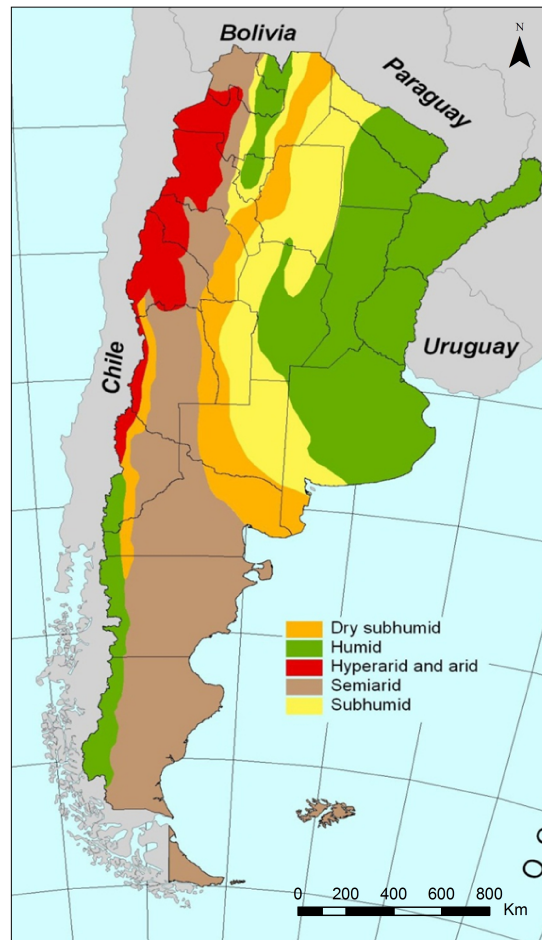 Bolivia
N
Paraguay
Uruguay
Chile
Dry subhumid
Humid
Hyperarid and arid
Semiarid
Subhumid
0 200 400 600 800
Km